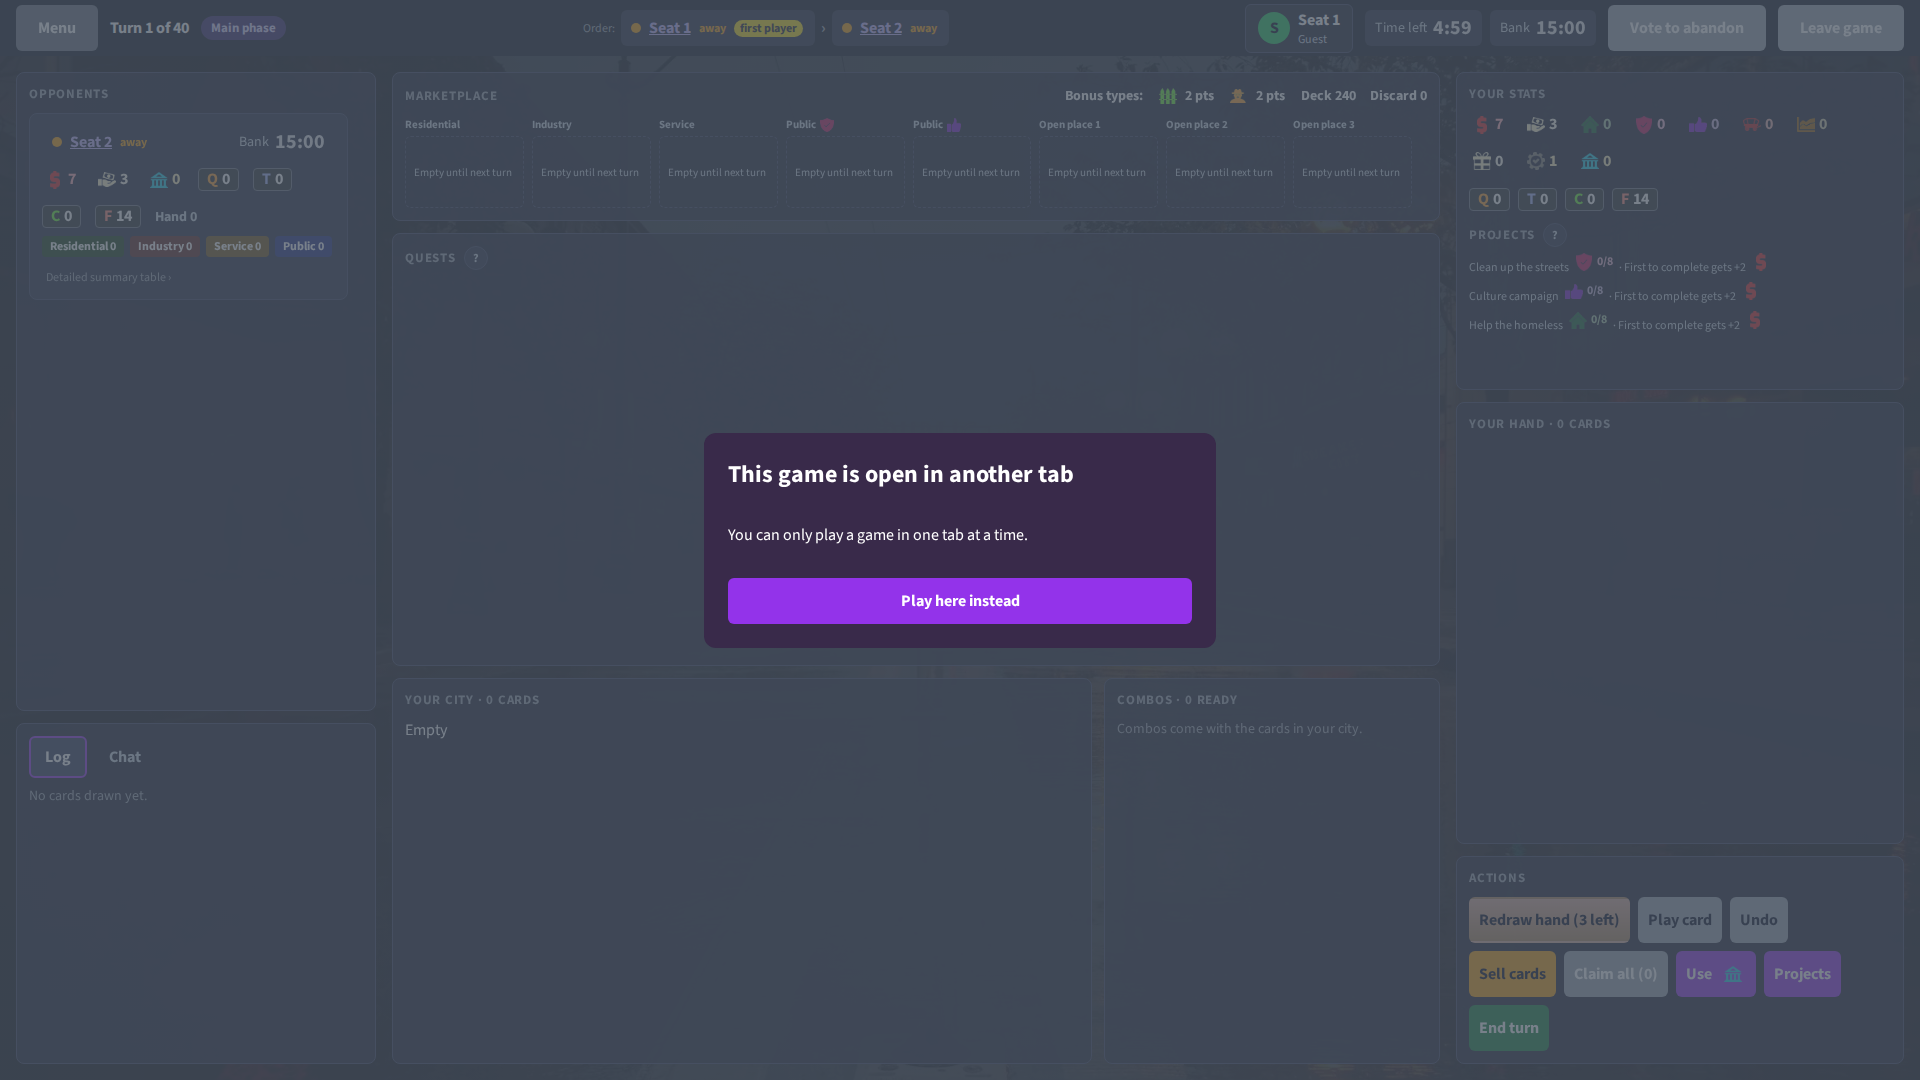 Menu
Turn 1 of 40
Main phase
Order:
Seat 1 away first player
›
Seat 2 away
S
Seat 1
Guest
Time left 4:59
Bank 15:00
Vote to abandon
Leave game
OPPONENTS
Seat 2 away
Bank 15:00
7 3 0 Q 0 T 0
C 0 F 14 Hand 0
Residential 0 Industry 0 Service 0 Public 0
Detailed summary table ›
Log
Chat
No cards drawn yet.
MARKETPLACE
Bonus types: 2 pts 2 pts Deck 240 Discard 0
Residential Industry Service Public Public Open place 1 Open place 2 Open place 3
Empty until next turn Empty until next turn Empty until next turn Empty until next turn Empty until next turn Empty until next turn Empty until next turn Empty until next turn
QUESTS ?
This game is open in another tab
You can only play a game in one tab at a time.
Play here instead
YOUR CITY · 0 CARDS
Empty
COMBOS · 0 READY
Combos come with the cards in your city.
YOUR STATS
$ 7 3 0 0 0 0 0
0 1 0
Q 0 T 0 C 0 F 14
PROJECTS ?
Clean up the streets 0/8 · First to complete gets +2 $
Culture campaign 0/8 · First to complete gets +2 $
Help the homeless 0/8 · First to complete gets +2 $
YOUR HAND · 0 CARDS
ACTIONS
Redraw hand (3 left) Play card Undo
Sell cards Claim all (0) Use Projects
End turn